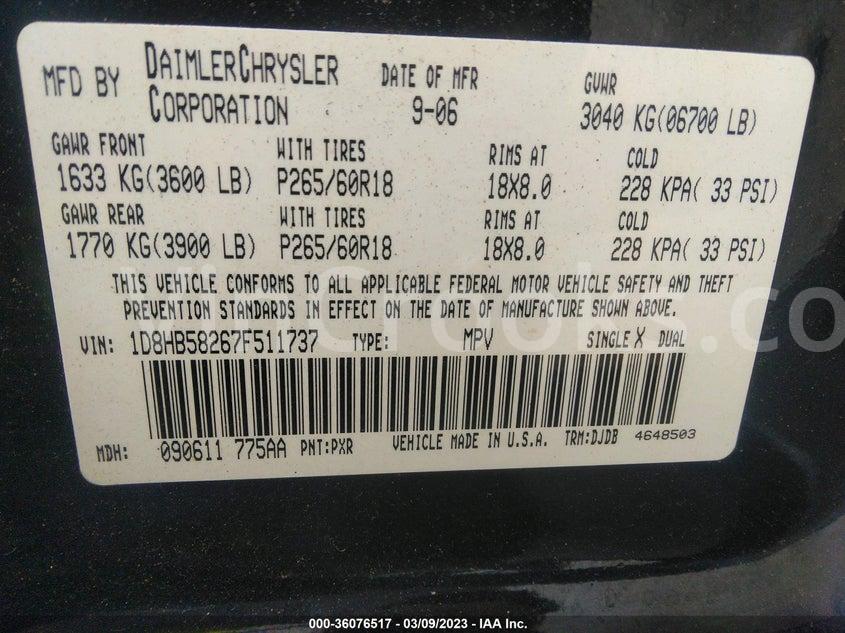 MFD BY DAIMLERCHRYSLER CORPORATION DATE OF MFR 9-06 GVWR 3040 KG(06700 LB)
GAWR FRONT WITH TIRES RIMS AT COLD
1633 KG(3600 LB) P265/60R18 18X8.0 228 KPA( 33 PSI)
GAWR REAR WITH TIRES RIMS AT COLD
1770 KG(3900 LB) P265/60R18 18X8.0 228 KPA( 33 PSI)
THIS VEHICLE CONFORMS TO ALL APPLICABLE FEDERAL MOTOR VEHICLE SAFETY AND THEFT
PREVENTION STANDARDS IN EFFECT ON THE DATE OF MANUFACTURE SHOWN ABOVE.
VIN: 1D8HB58267F511737 TYPE: MPV SINGLE X DUAL
MDH: 090611 775AA PNT:PXR VEHICLE MADE IN U.S.A. TRM:DJDB 4648503
000-36076517 - 03/09/2023 - IAA Inc.